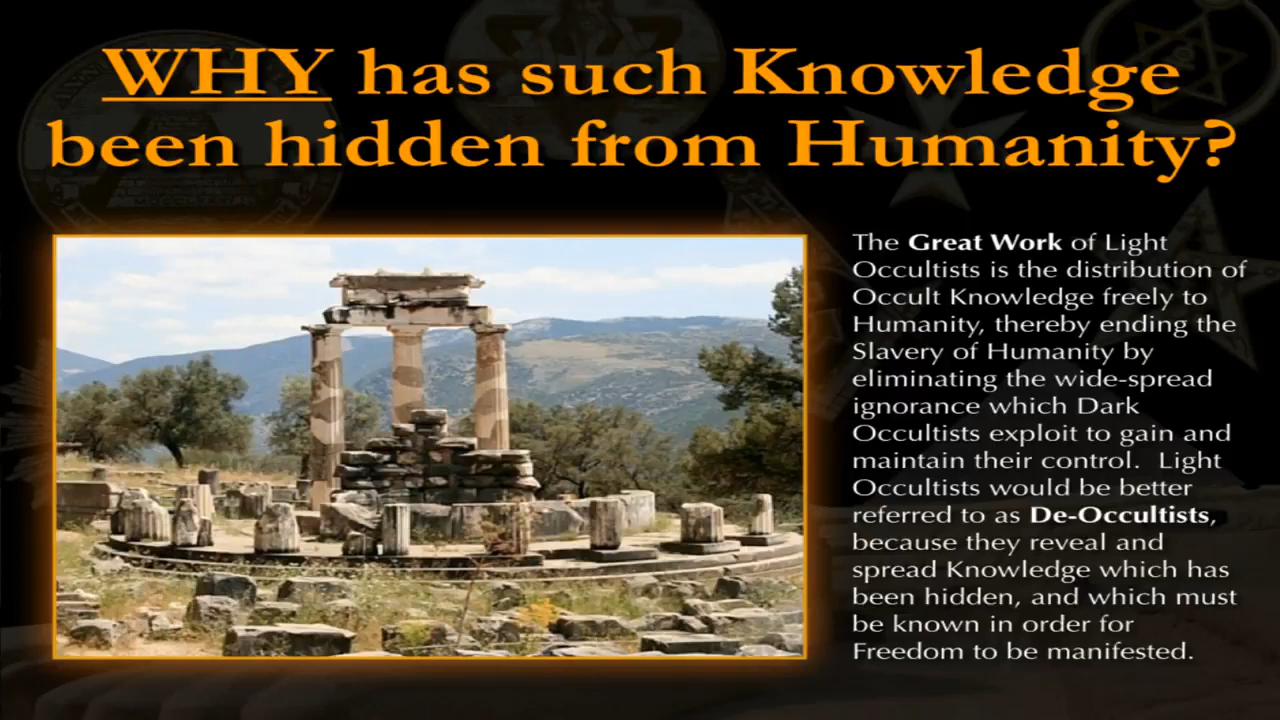 WHY has such Knowledge
been hidden from Humanity?
The Great Work of Light
Occultists is the distribution of
Occult Knowledge freely to
Humanity, thereby ending the
Slavery of Humanity by
eliminating the wide-spread
ignorance which Dark
Occultists exploit to gain and
maintain their control.  Light
Occultists would be better
referred to as De-Occultists,
because they reveal and
spread Knowledge which has
been hidden, and which must
be known in order for
Freedom to be manifested.